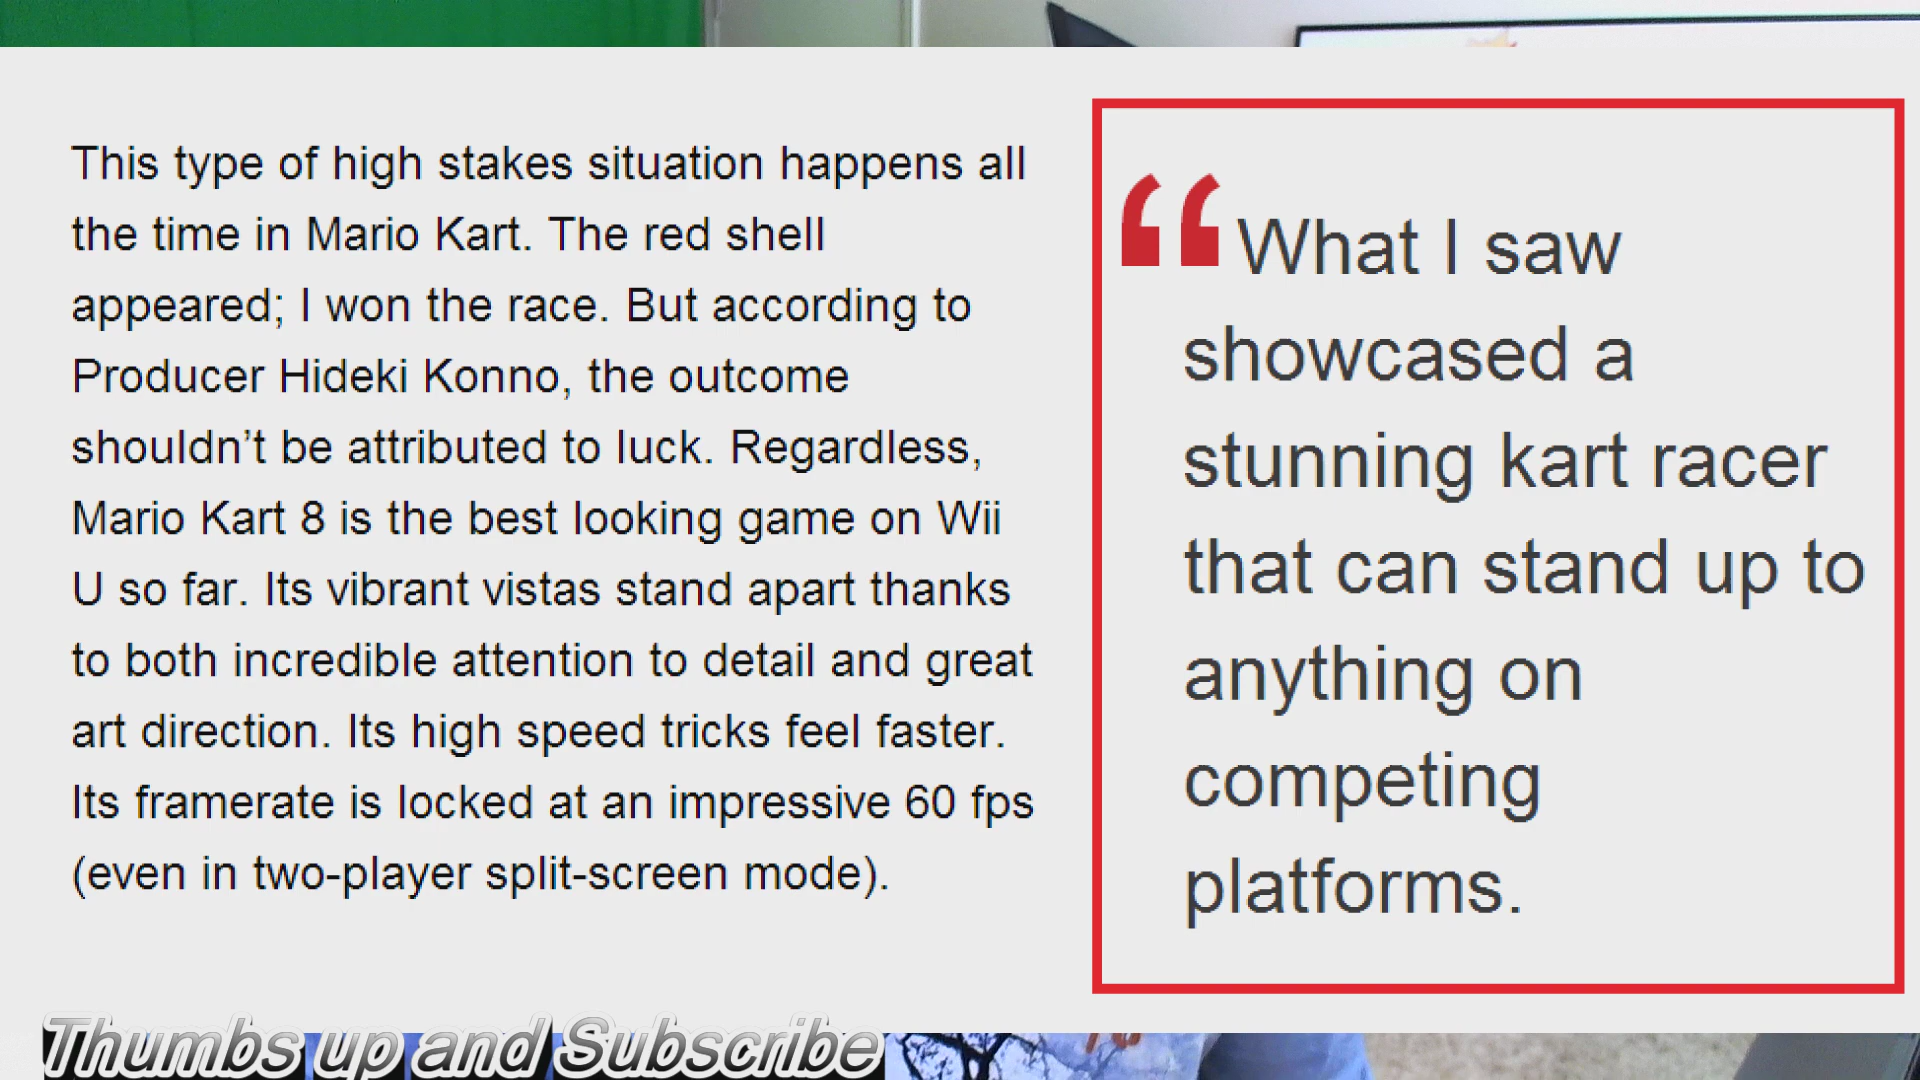 This type of high stakes situation happens all
the time in Mario Kart. The red shell
appeared; I won the race. But according to
Producer Hideki Konno, the outcome
shouldn’t be attributed to luck. Regardless,
Mario Kart 8 is the best looking game on Wii
U so far. Its vibrant vistas stand apart thanks
to both incredible attention to detail and great
art direction. Its high speed tricks feel faster.
Its framerate is locked at an impressive 60 fps
(even in two-player split-screen mode).
“What I saw
showcased a
stunning kart racer
that can stand up to
anything on
competing
platforms.
Thumbs up and Subscribe